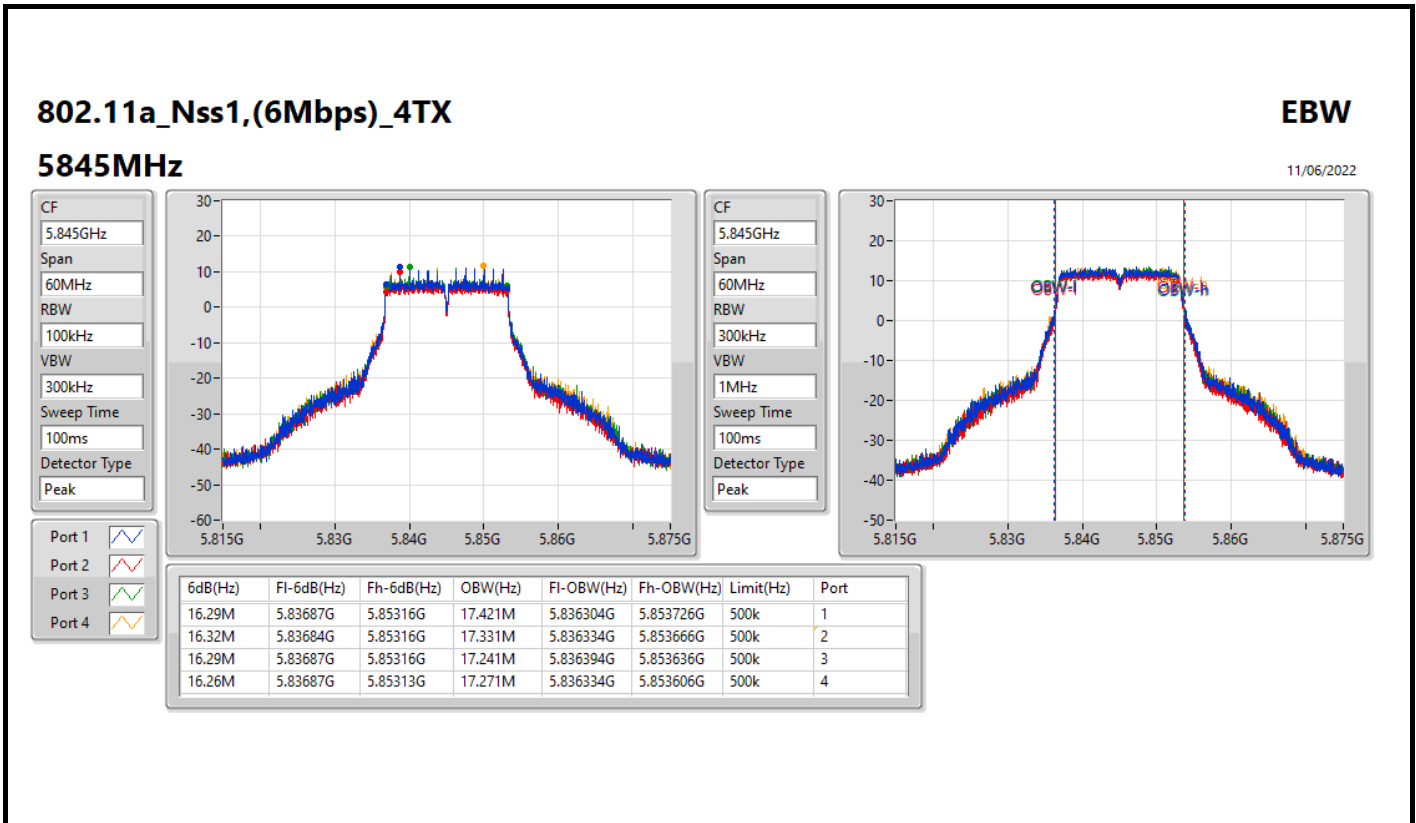 802.11a_Nss1,(6Mbps)_4TX
EBW
5845MHz
11/06/2022
CF
5.845GHz
Span
60MHz
RBW
100kHz
VBW
300kHz
Sweep Time
100ms
Detector Type
Peak
30
20
10
0
-10
-20
-30
-40
-50
-60
5.815G 5.83G 5.84G 5.85G 5.86G 5.875G
CF
5.845GHz
Span
60MHz
RBW
300kHz
VBW
1MHz
Sweep Time
100ms
Detector Type
Peak
30
20
10
0
-10
-20
-30
-40
-50
OBW-l OBW-h
5.815G 5.83G 5.84G 5.85G 5.86G 5.875G
Port 1
Port 2
Port 3
Port 4
6dB(Hz) Fl-6dB(Hz) Fh-6dB(Hz) OBW(Hz) Fl-OBW(Hz) Fh-OBW(Hz) Limit(Hz) Port
16.29M 5.83687G 5.85316G 17.421M 5.836304G 5.853726G 500k 1
16.32M 5.83684G 5.85316G 17.331M 5.836334G 5.853666G 500k 2
16.29M 5.83687G 5.85316G 17.241M 5.836394G 5.853636G 500k 3
16.26M 5.83687G 5.85313G 17.271M 5.836334G 5.853606G 500k 4